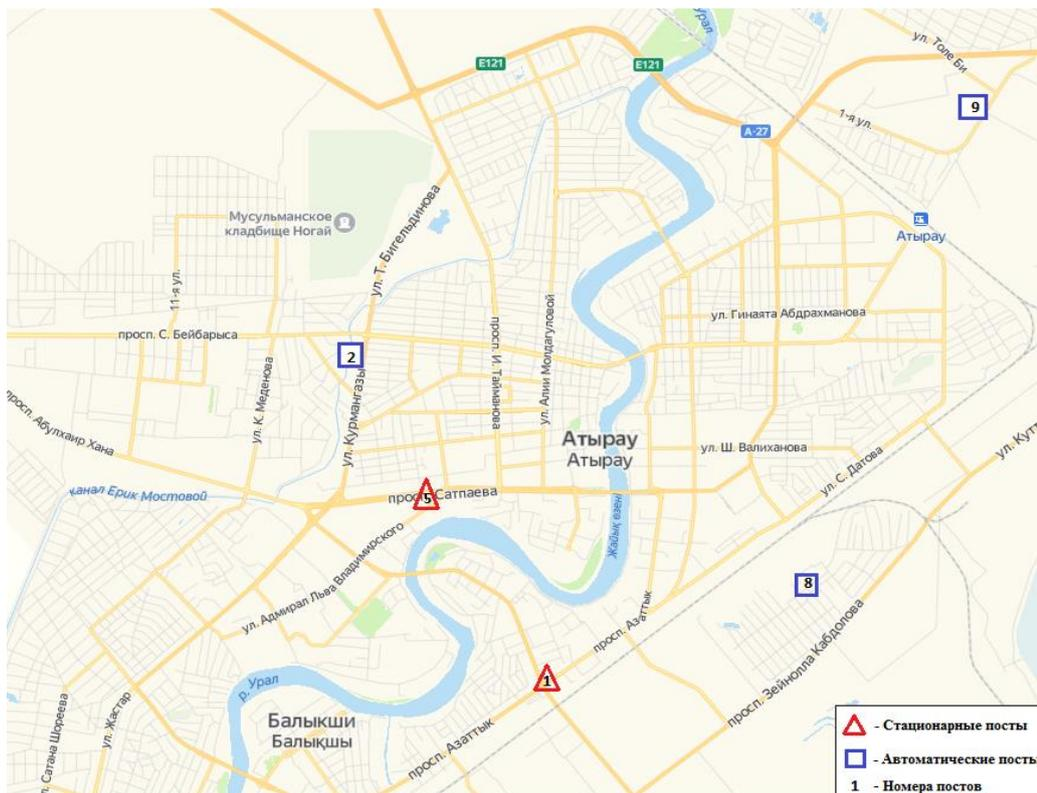 Урал
ул. Толе Би
E121
E121
9
1-я ул.
А-27
Мусульманское
кладбище Ногай
ул. Т. Бигельдинова
Атырау
11-я ул.
ул. Гинаята Абдрахманова
просп. С. Бейбарыса
2
просп. И. Тайманова
ул. Алии Молдагуловой
ул. К. Меденова
ул. Курмангазы
просп. Абулхаир Хана
Атырау
Атырау
ул. Ш. Валиханова
ул. С. Датова
ул. Кутт
канал Ерик Мостовой
просп. Сатпаева
5
Жайық өзені
ул. Адмирал Льва Владимирского
8
просп. Азаттык
просп. Зейнолла Кабдолова
1
р. Урал
Балыкши
Балықшы
просп. Азаттык
ул. Жастар
ул. Сатана Шореева
- Стационарные посты
- Автоматические посты
1 - Номера постов